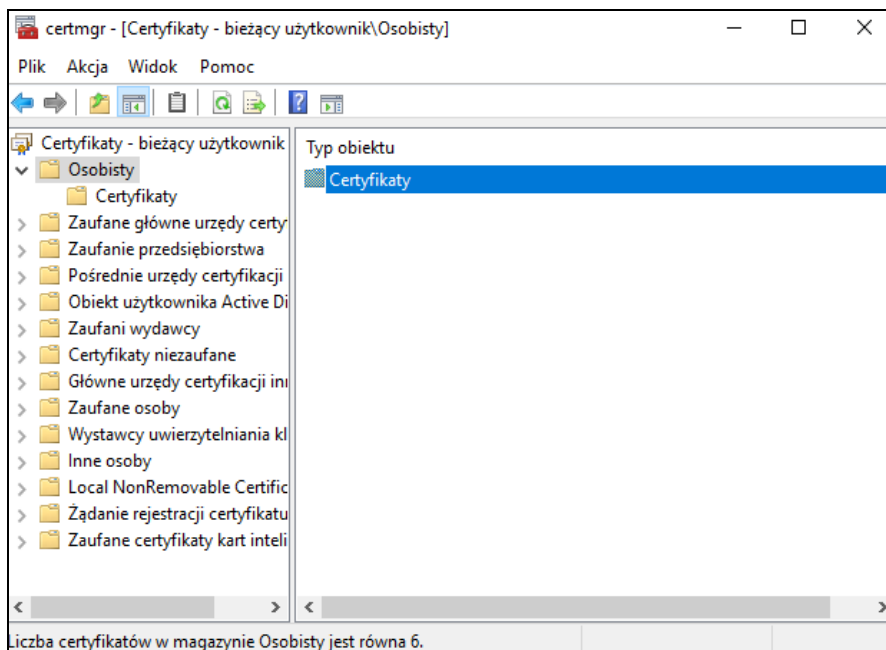 certmgr - [Certyfikaty - bieżący użytkownik\Osobisty]
Plik Akcja Widok Pomoc
Certyfikaty - bieżący użytkownik
Osobisty
Certyfikaty
Zaufane główne urzędy certy
Zaufanie przedsiębiorstwa
Pośrednie urzędy certyfikacji
Obiekt użytkownika Active Di
Zaufani wydawcy
Certyfikaty niezaufane
Główne urzędy certyfikacji inn
Zaufane osoby
Wystawcy uwierzytelniania kl
Inne osoby
Local NonRemovable Certific
Żądanie rejestracji certyfikatu
Zaufane certyfikaty kart inteli
Typ obiektu
Certyfikaty
Liczba certyfikatów w magazynie Osobisty jest równa 6.